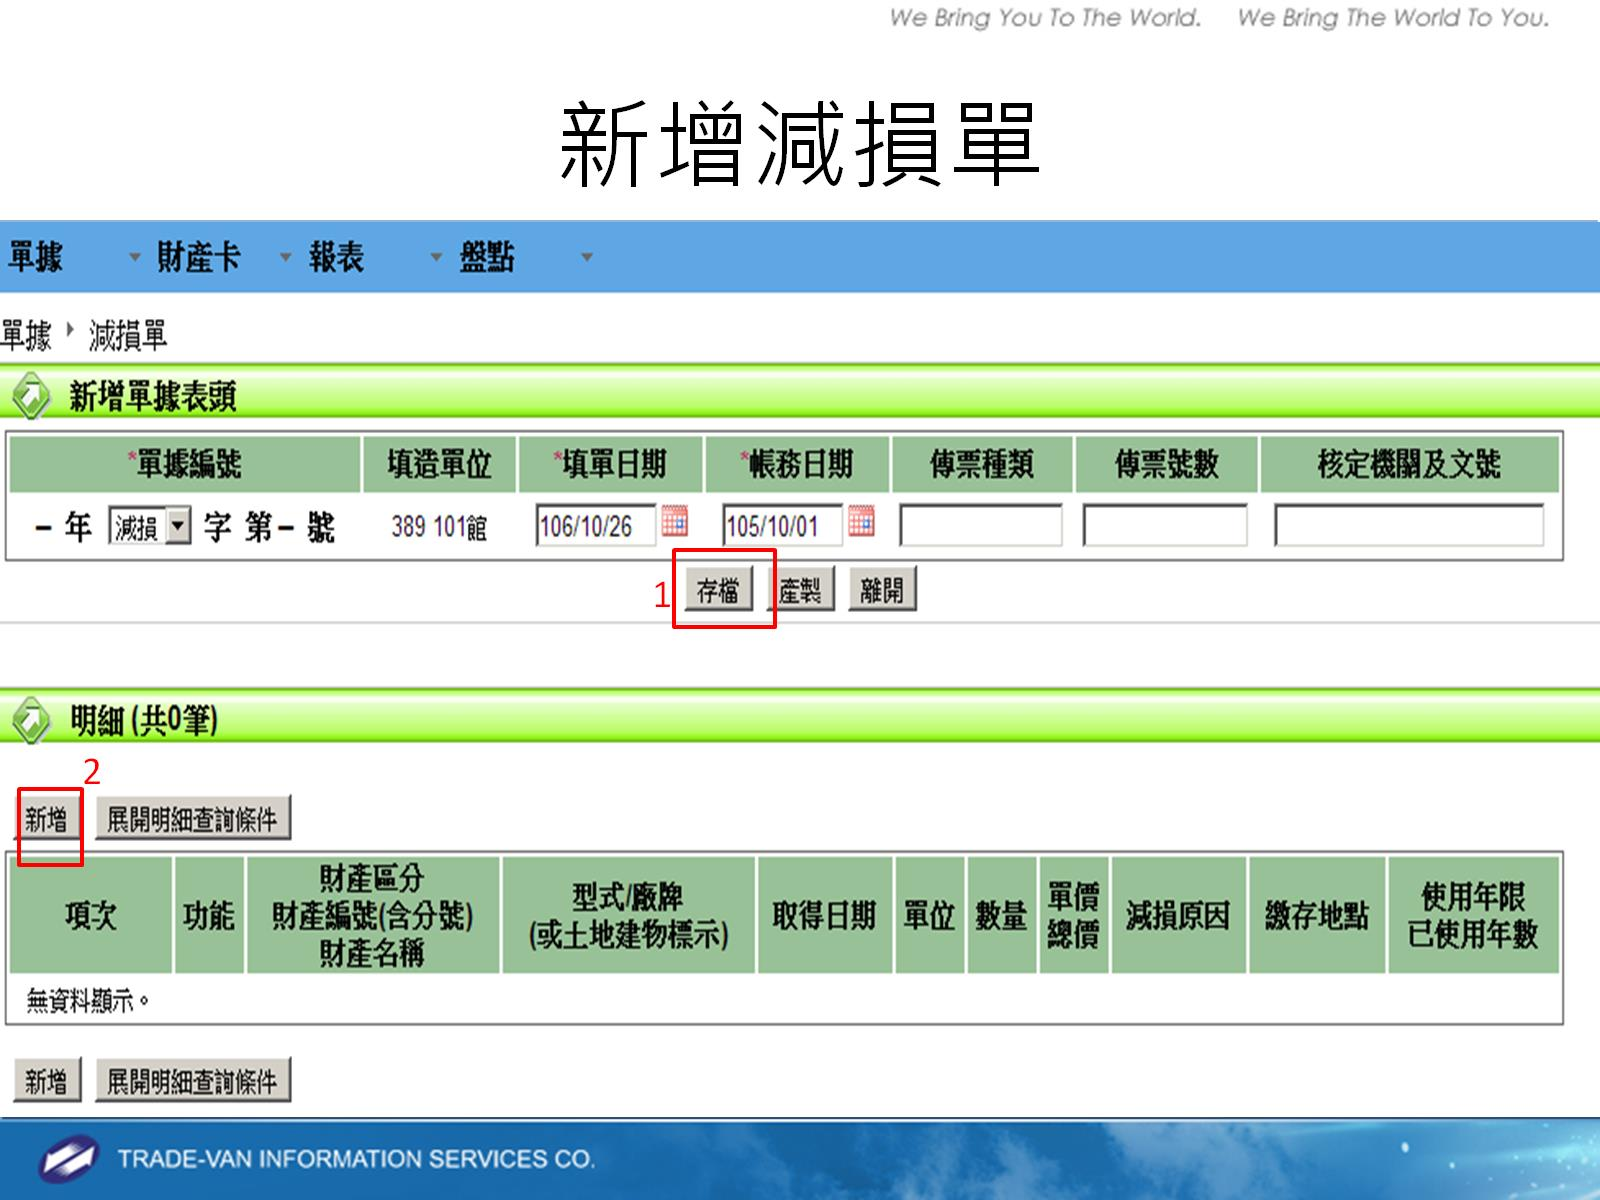 We Bring You To The World. We Bring The World To You.
新增減損單
單據 財產卡 報表 盤點
單據 減損單
新增單據表頭
*單據編號 填造單位 *填單日期 *帳務日期 傳票種類 傳票號數 核定機關及文號
- 年 減損 字 第 - 號 389 101館 106/10/26 105/10/01
1 存檔 產製 離開
明細 (共0筆)
2
新增 展開明細查詢條件
項次 功能 財產區分 財產編號(含分號) 財產名稱 型式/廠牌 (或土地建物標示) 取得日期 單位 數量 單價 總價 減損原因 繳存地點 使用年限 已使用年數
無資料顯示。
新增 展開明細查詢條件
TRADE-VAN INFORMATION SERVICES CO.